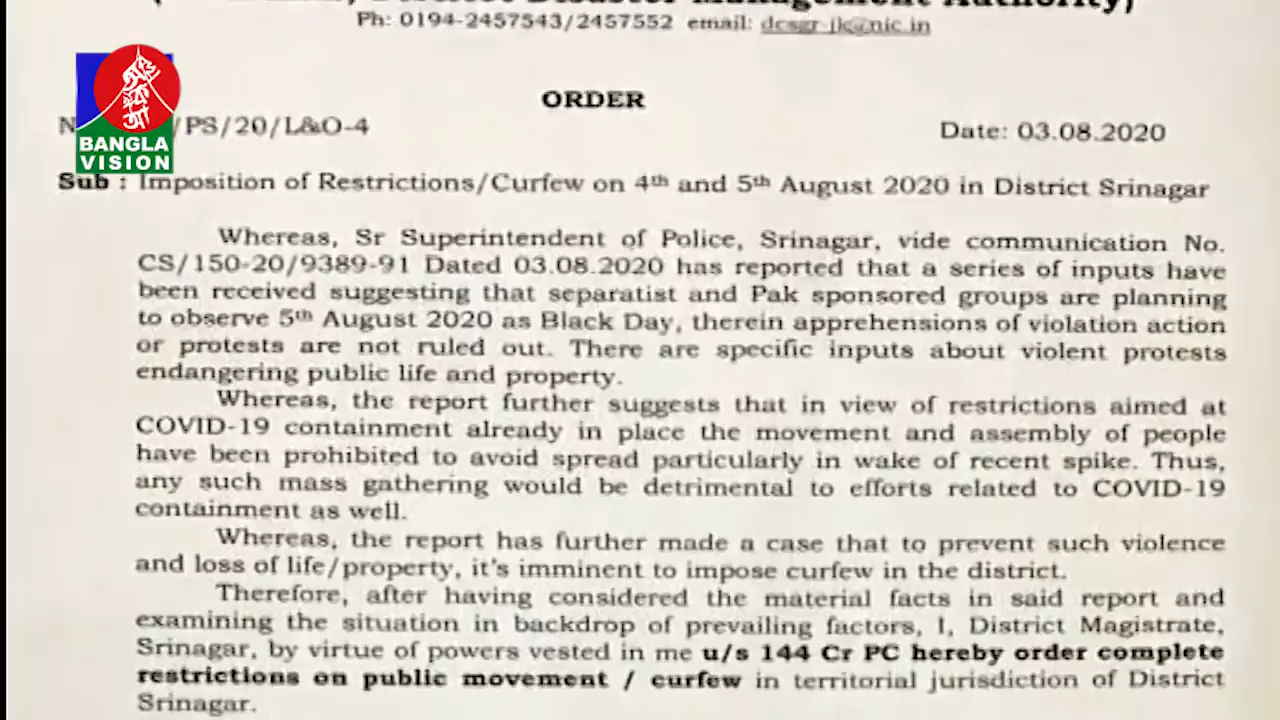 Ph: 0194-2457543/2457552 email: dcsgr-jk@nic.in
ORDER
/PS/20/L&O-4
Date: 03.08.2020
BANGLA
VISION
Sub : Imposition of Restrictions/Curfew on 4th and 5th August 2020 in District Srinagar
Whereas, Sr Superintendent of Police, Srinagar, vide communication No.
CS/150-20/9389-91 Dated 03.08.2020 has reported that a series of inputs have
been received suggesting that separatist and Pak sponsored groups are planning
to observe 5th August 2020 as Black Day, therein apprehensions of violation action
or protests are not ruled out. There are specific inputs about violent protests
endangering public life and property.
Whereas, the report further suggests that in view of restrictions aimed at
COVID-19 containment already in place the movement and assembly of people
have been prohibited to avoid spread particularly in wake of recent spike. Thus,
any such mass gathering would be detrimental to efforts related to COVID-19
containment as well.
Whereas, the report has further made a case that to prevent such violence
and loss of life/property, it's imminent to impose curfew in the district.
Therefore, after having considered the material facts in said report and
examining the situation in backdrop of prevailing factors, I, District Magistrate,
Srinagar, by virtue of powers vested in me u/s 144 Cr PC hereby order complete
restrictions on public movement / curfew in territorial jurisdiction of District
Srinagar.